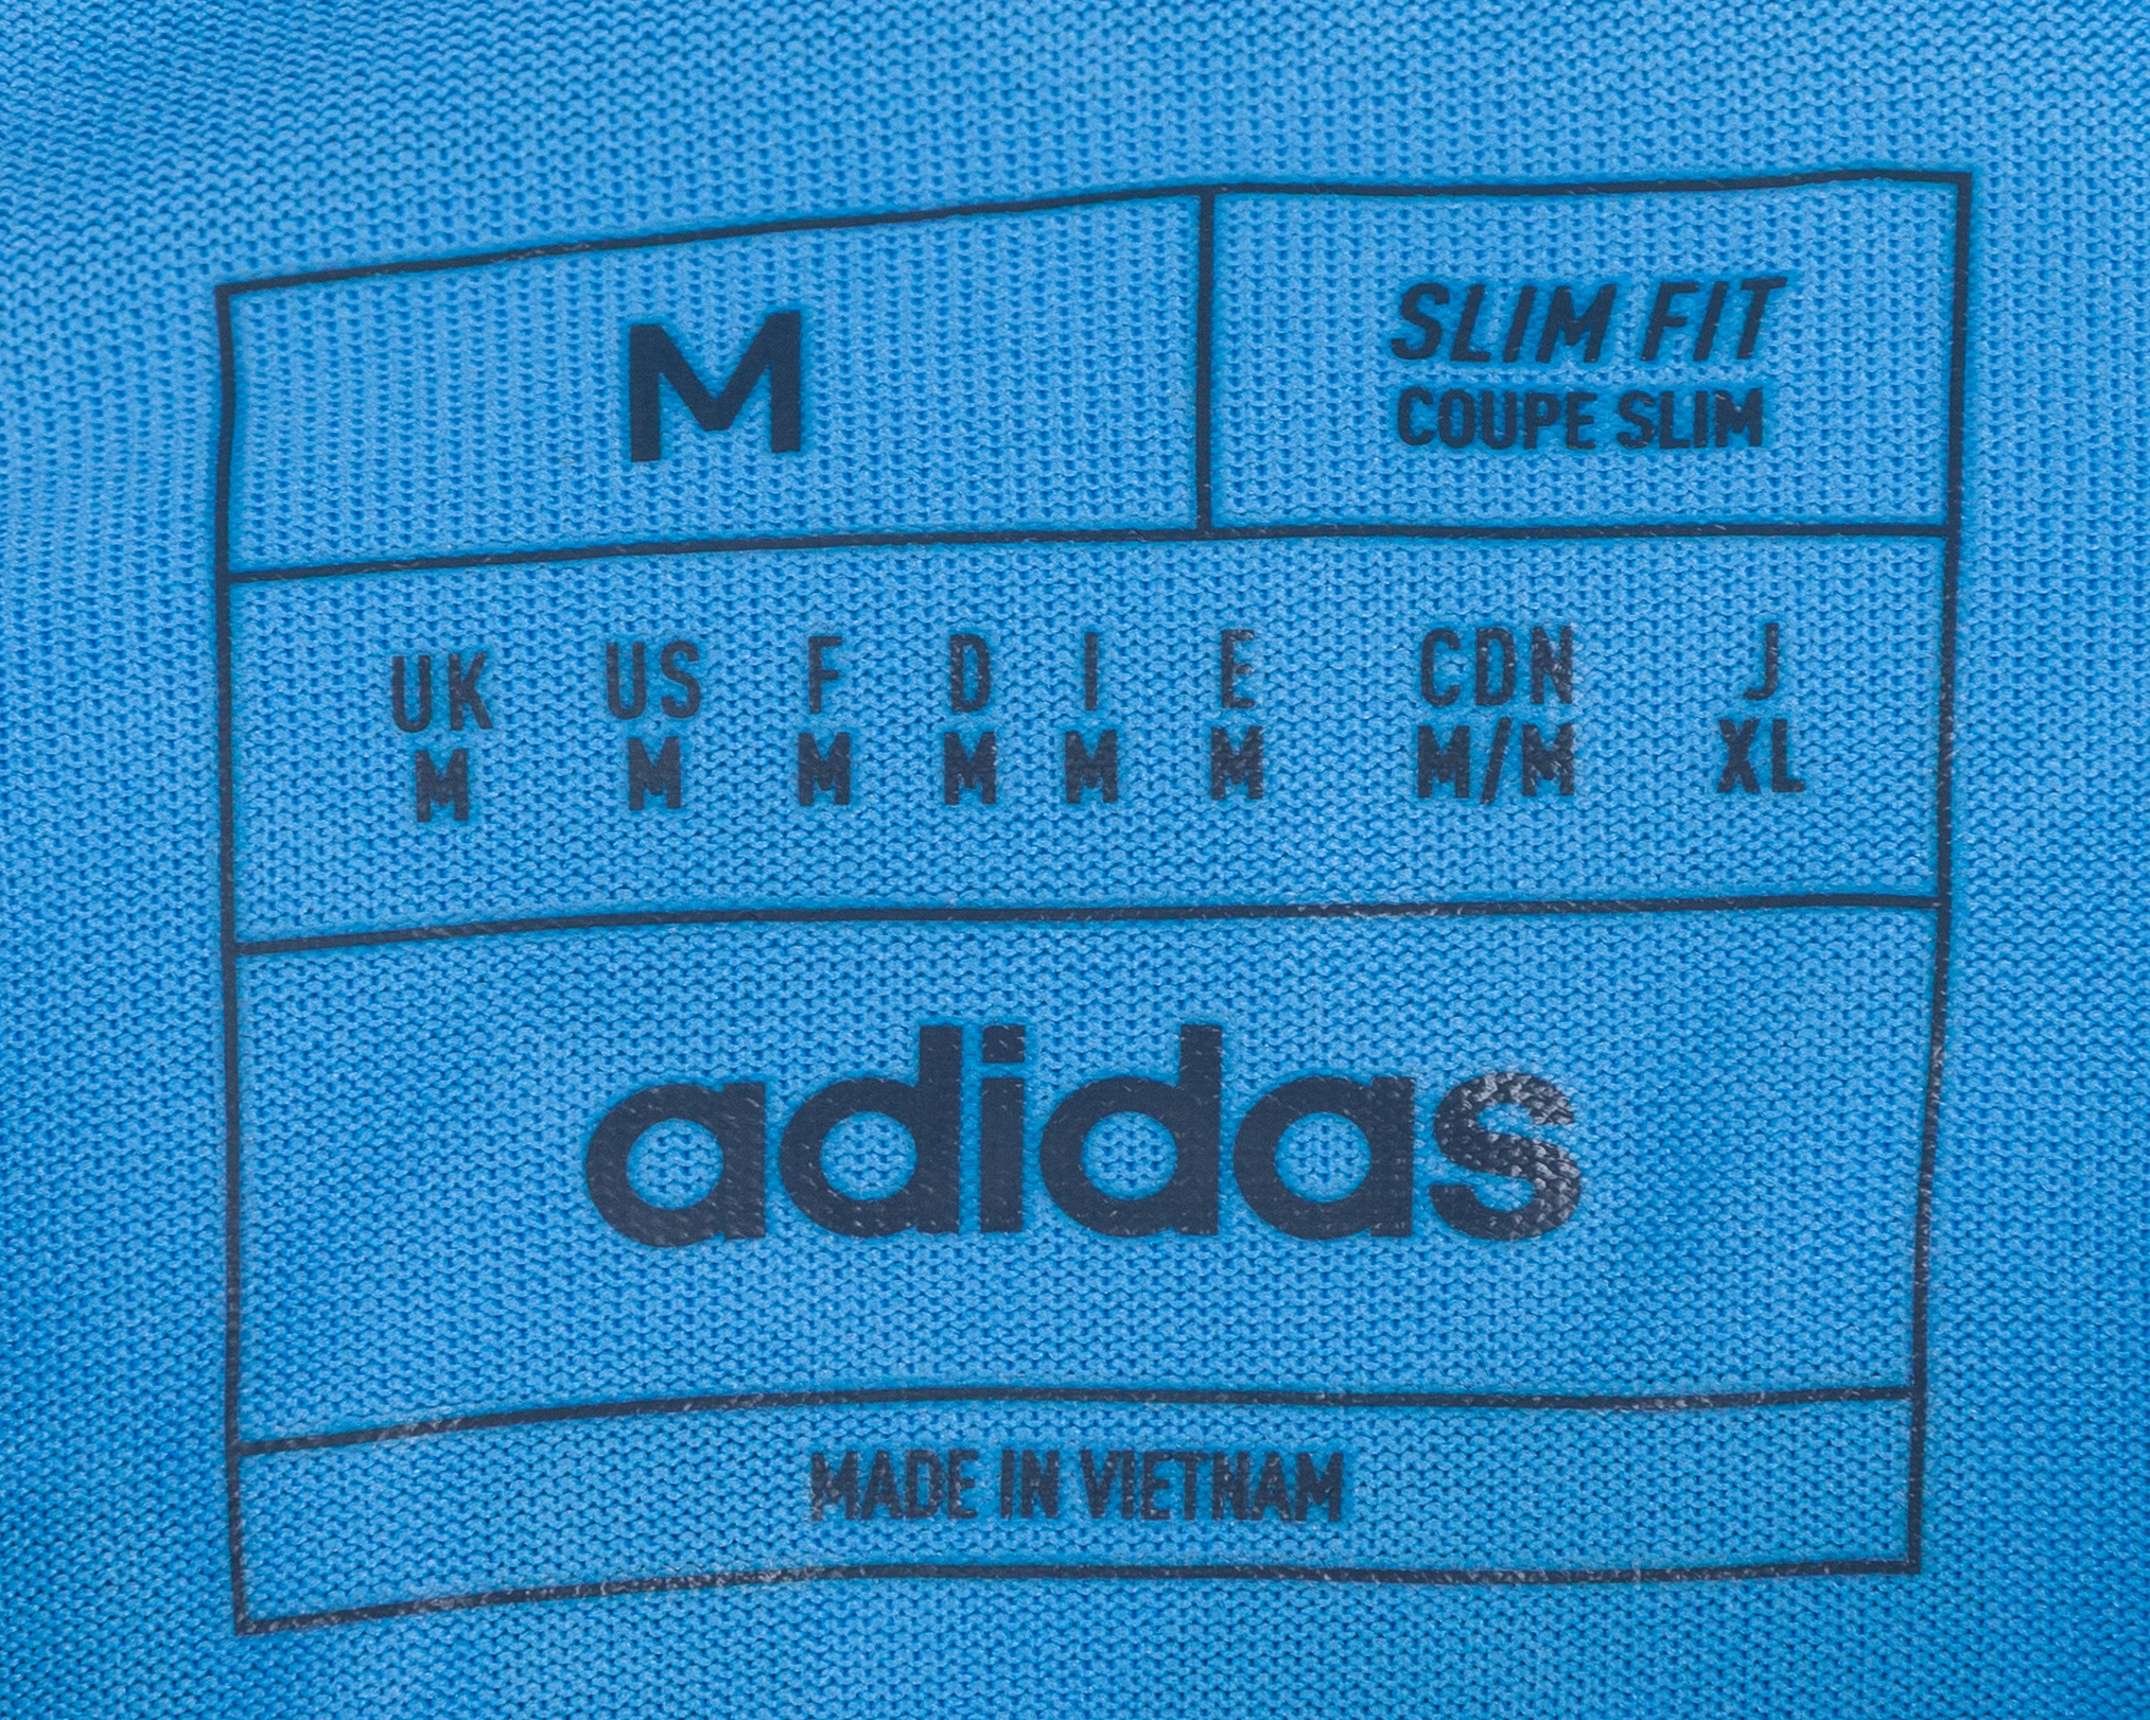 M
SLIM FIT
COUPE SLIM
UK US F D I E CDN J
M M M M M M M/M XL
adidas
MADE IN VIETNAM